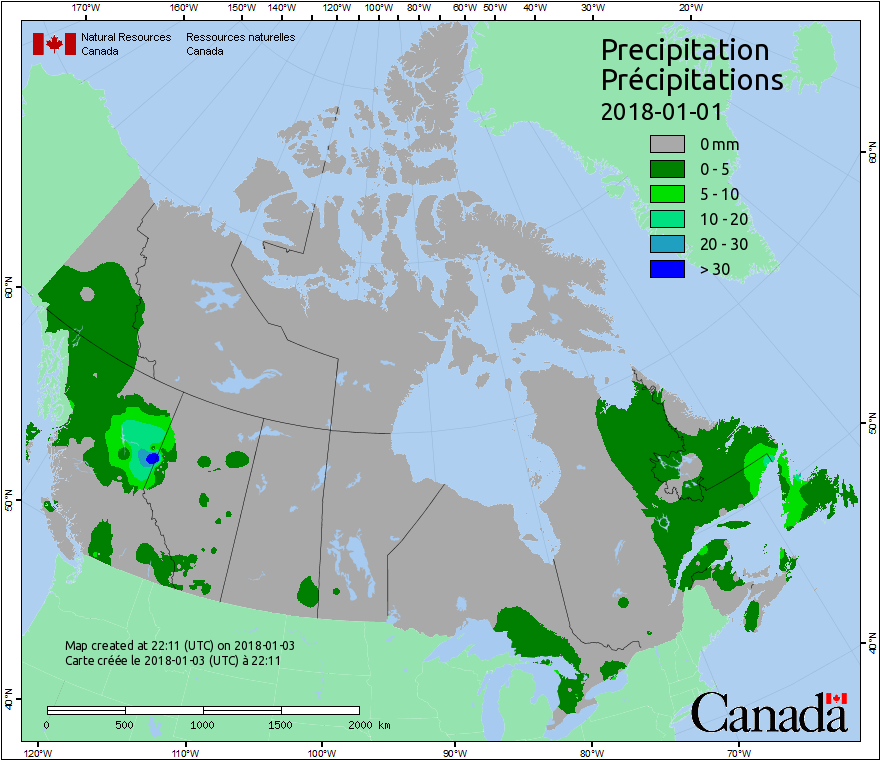 170°W 160°W 150°W 140°W 130°W 120°W 110°W 100°W 90°W 80°W 70°W 60°W 50°W 40°W 30°W 20°W
Natural Resources Ressources naturelles
Canada Canada
Precipitation
Précipitations
2018-01-01
0 mm
0 - 5
5 - 10
10 - 20
20 - 30
> 30
60°N
50°N
40°N
60°N
50°N
40°N
Map created at 22:11 (UTC) on 2018-01-03
Carte créée le 2018-01-03 (UTC) à 22:11
0 500 1000 1500 2000 km
Canada
120°W 110°W 100°W 90°W 80°W 70°W